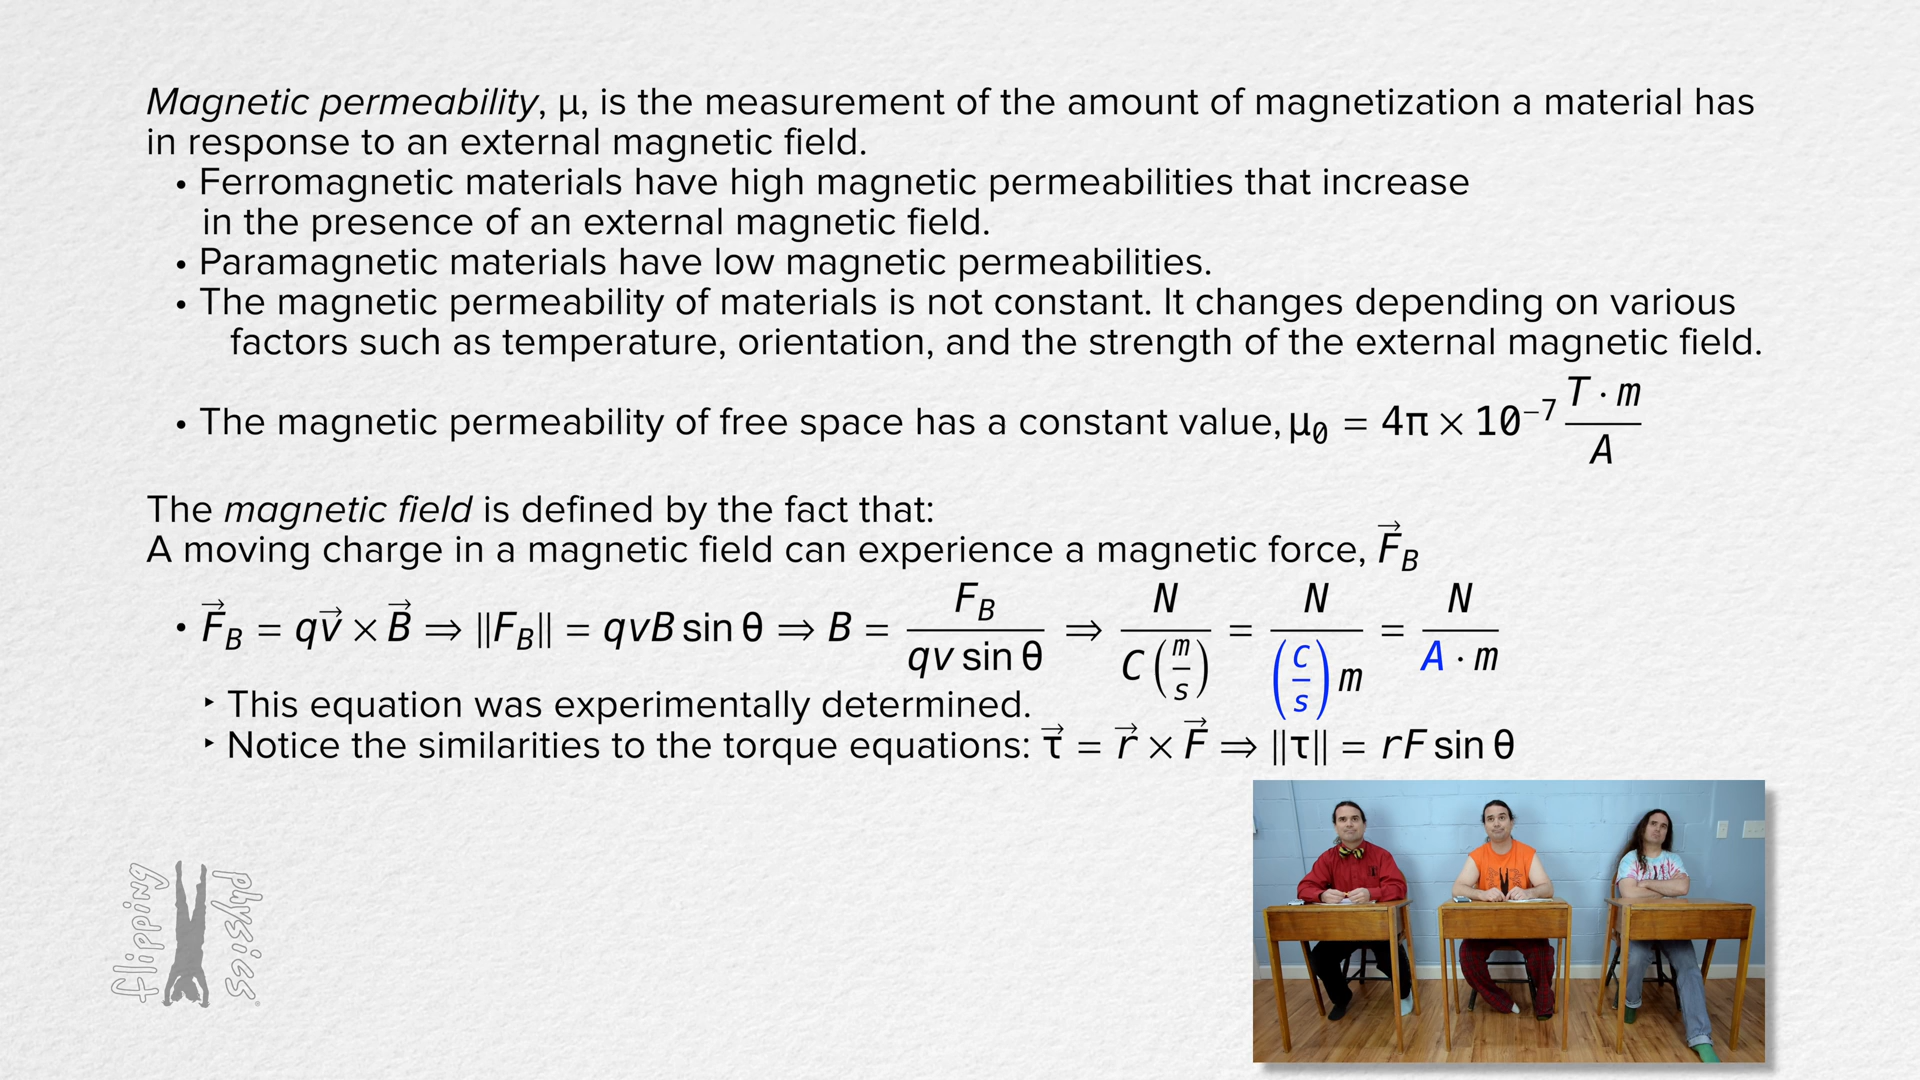 Magnetic permeability, μ, is the measurement of the amount of magnetization a material has
in response to an external magnetic field.
• Ferromagnetic materials have high magnetic permeabilities that increase
in the presence of an external magnetic field.
• Paramagnetic materials have low magnetic permeabilities.
• The magnetic permeability of materials is not constant. It changes depending on various
factors such as temperature, orientation, and the strength of the external magnetic field.
• The magnetic permeability of free space has a constant value, μ₀ = 4π × 10⁻⁷ T · m / A
The magnetic field is defined by the fact that:
A moving charge in a magnetic field can experience a magnetic force, F⃗_B
• F⃗_B = qv⃗ × B⃗ ⇒ ||F_B|| = qvB sin θ ⇒ B = F_B / (qv sin θ) ⇒ N / (C (m/s)) = N / ((C/s) m) = N / (A · m)
‣ This equation was experimentally determined.
‣ Notice the similarities to the torque equations: τ⃗ = r⃗ × F⃗ ⇒ ||τ|| = rF sin θ
flipping physics